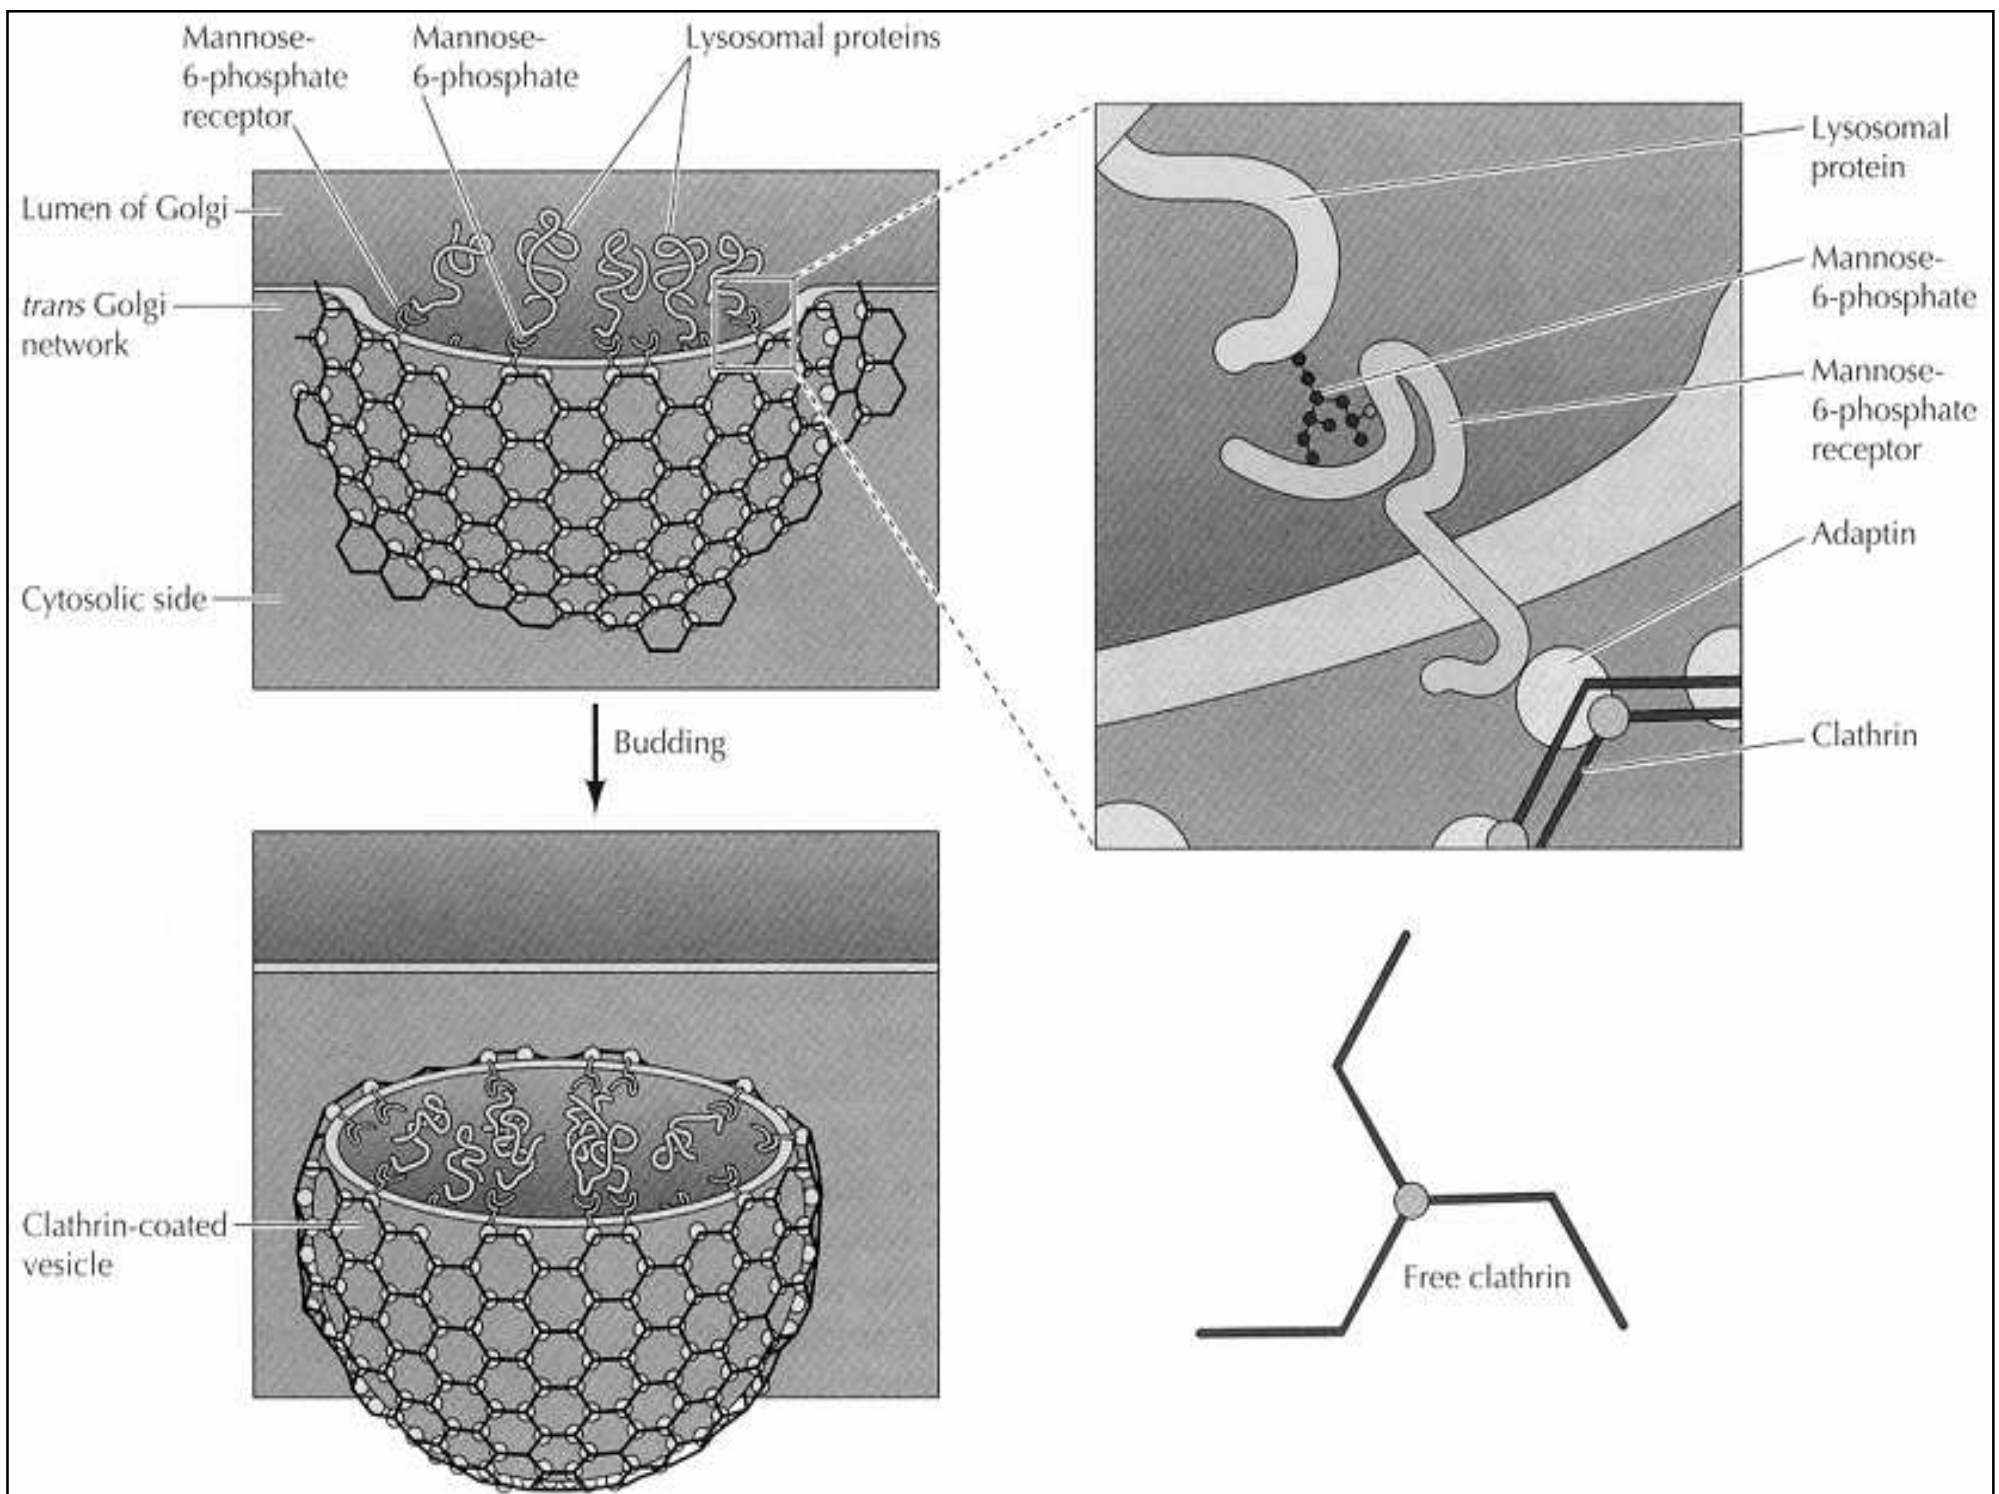 Mannose-
6-phosphate
receptor
Mannose-
6-phosphate
Lysosomal proteins
Lumen of Golgi
trans Golgi
network
Cytosolic side
Budding
Clathrin-coated
vesicle
Lysosomal
protein
Mannose-
6-phosphate
Mannose-
6-phosphate
receptor
Adaptin
Clathrin
Free clathrin